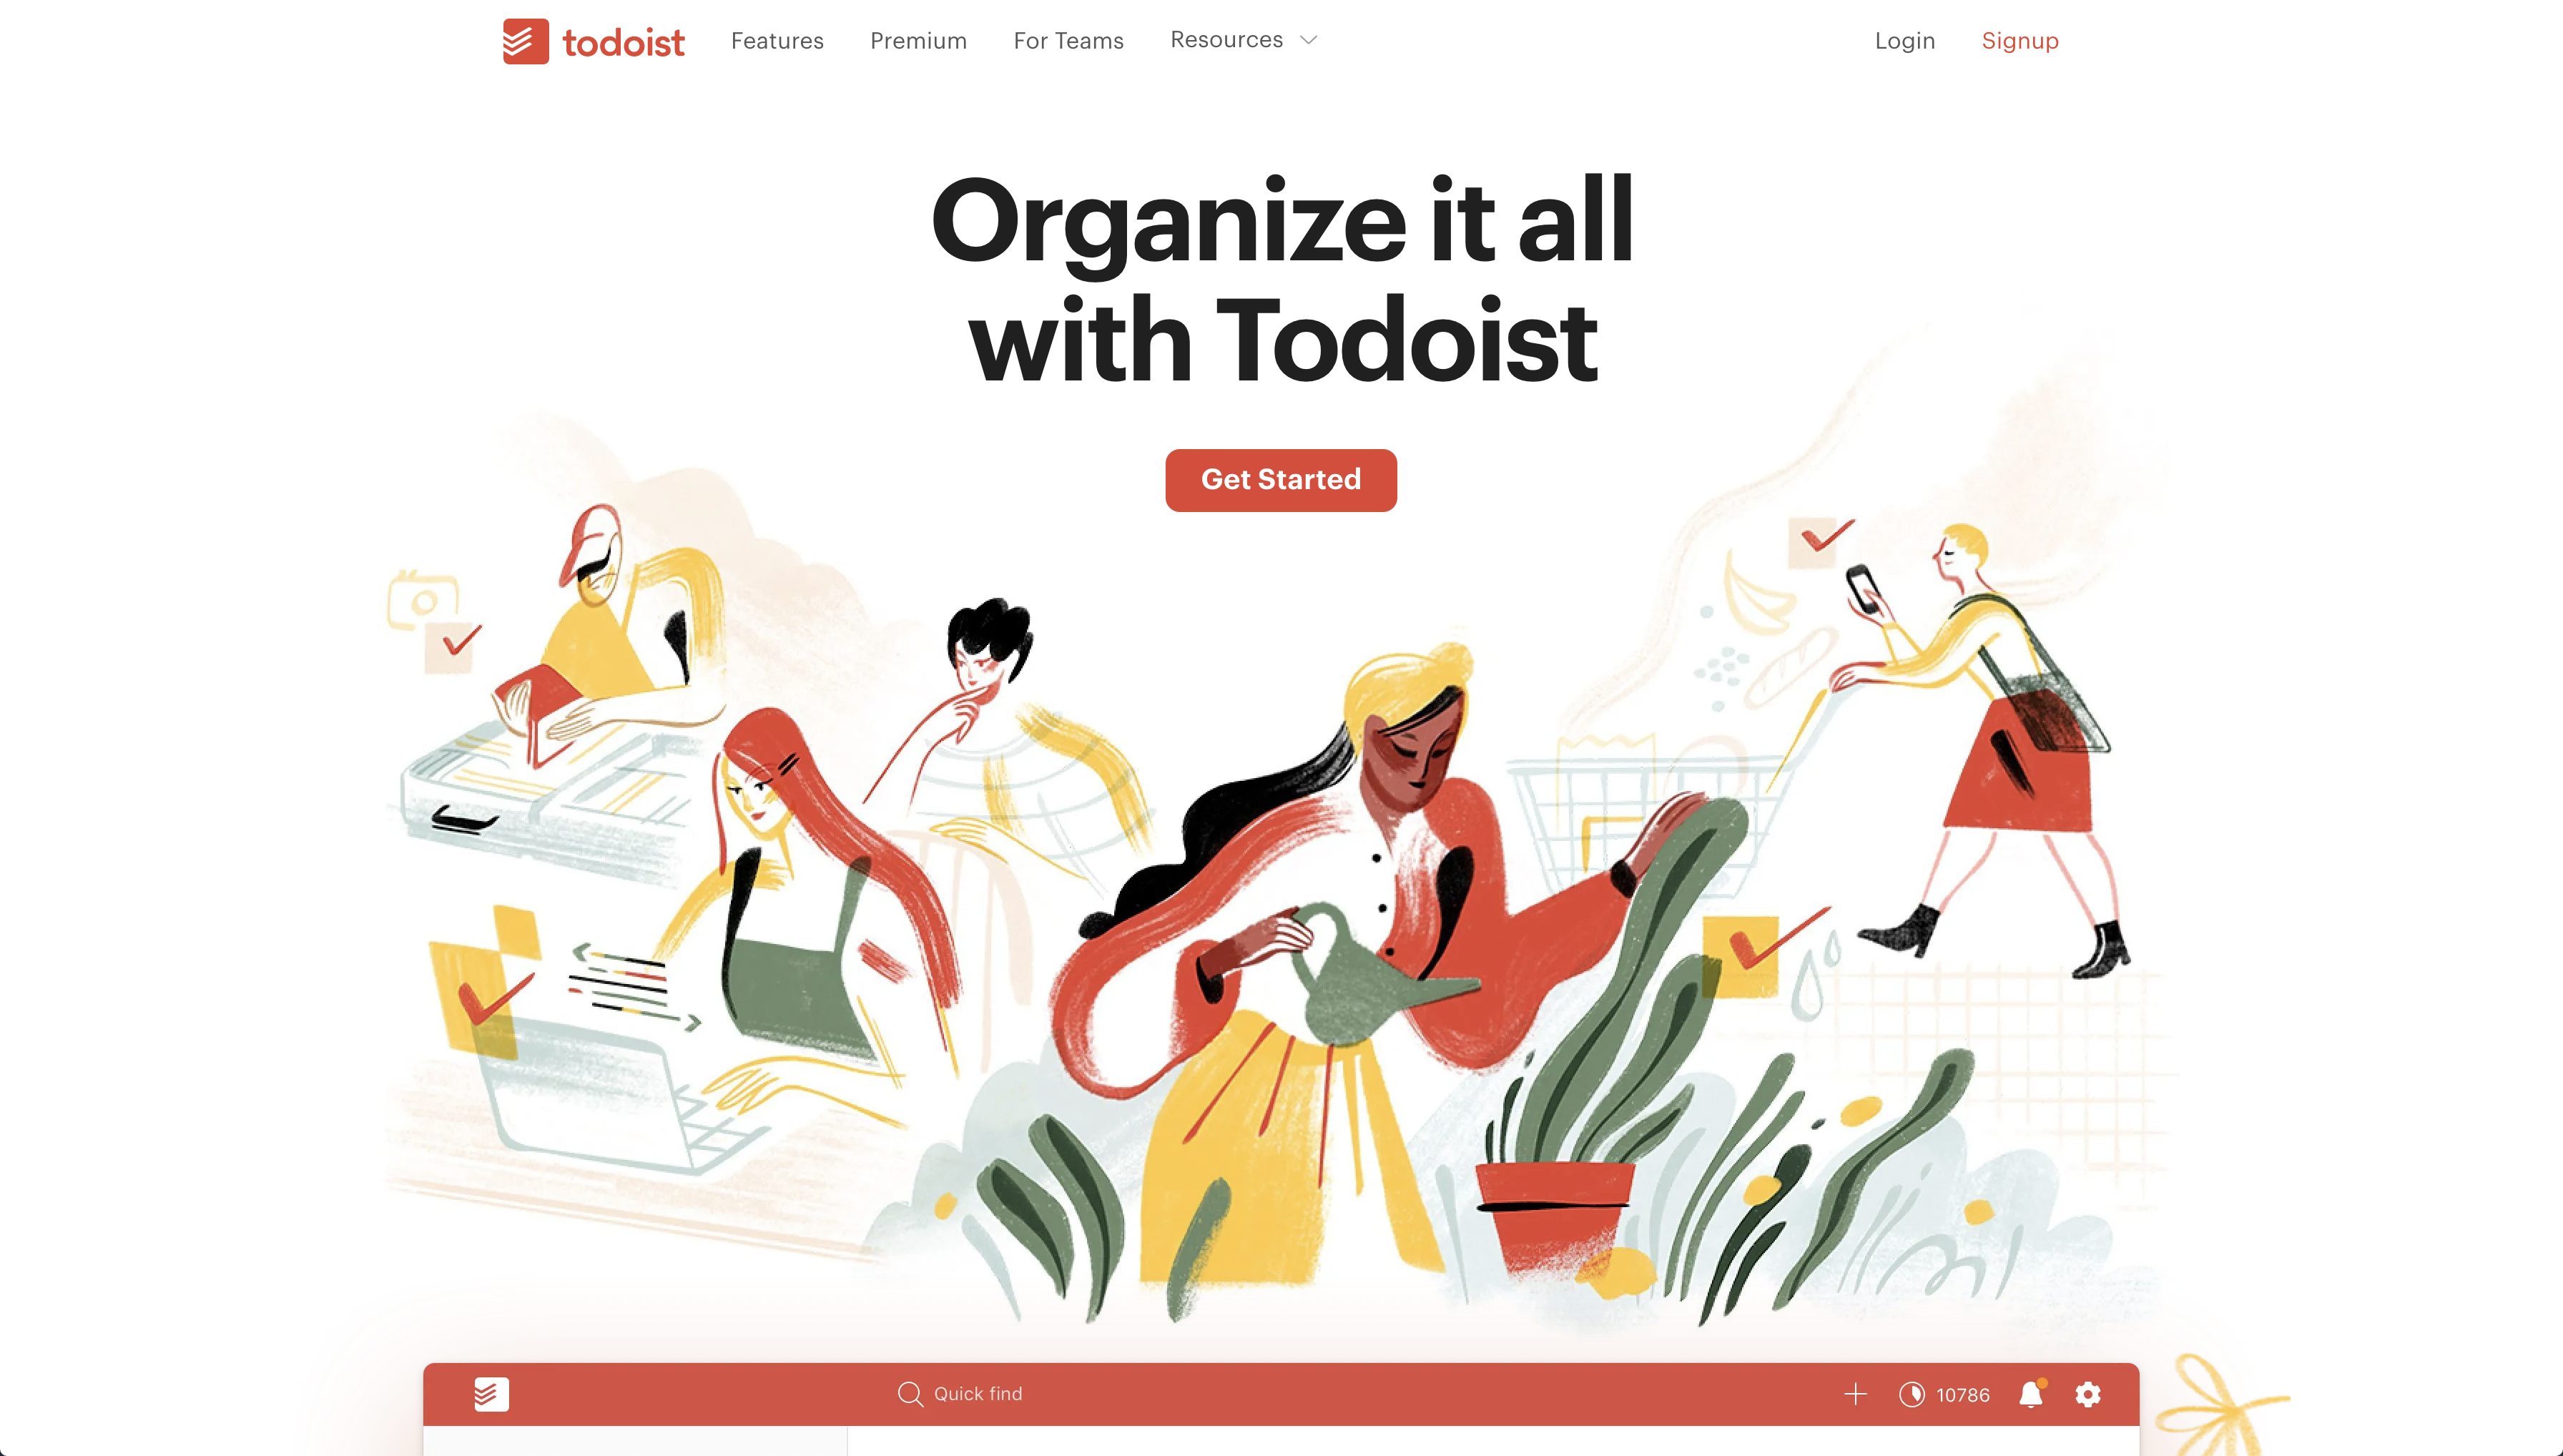 todoist
Features
Premium
For Teams
Resources
Login
Signup
Organize it all
with Todoist
Get Started
Quick find
10786